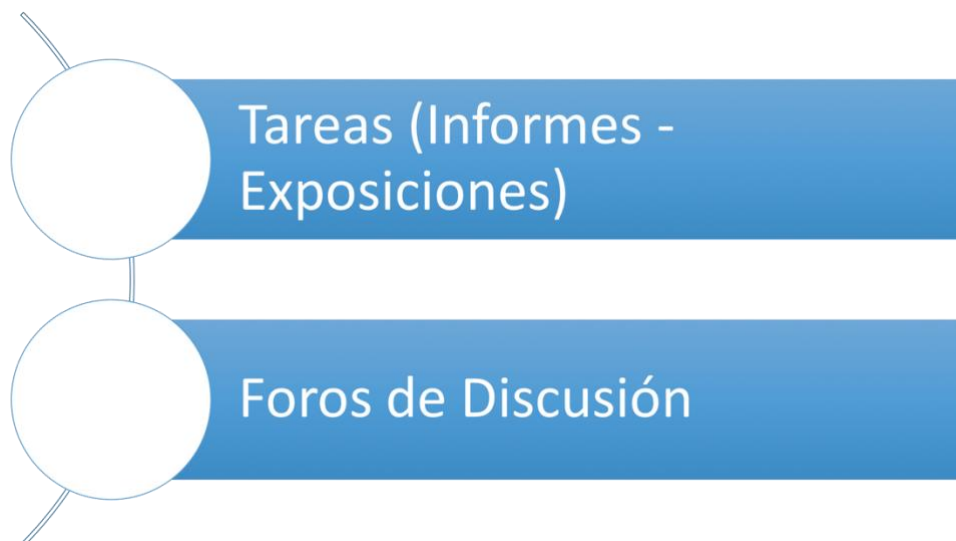 Tareas (Informes -
Exposiciones)
Foros de Discusión